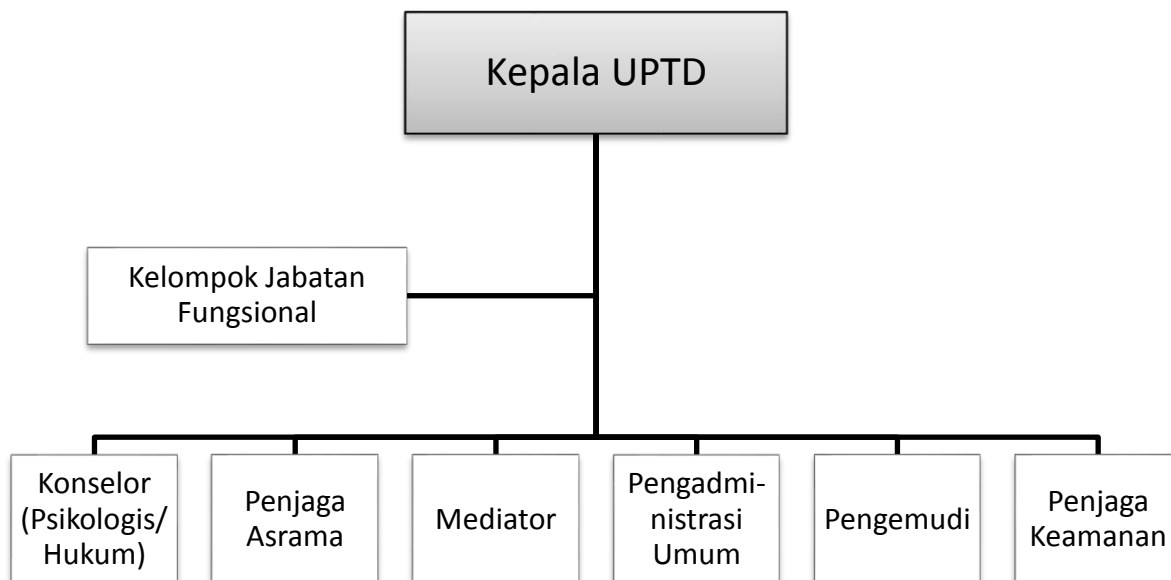 Kepala UPTD
Kelompok Jabatan
Fungsional
Konselor
(Psikologis/
Hukum)
Penjaga
Asrama
Mediator
Pengadmi-
nistrasi
Umum
Pengemudi
Penjaga
Keamanan